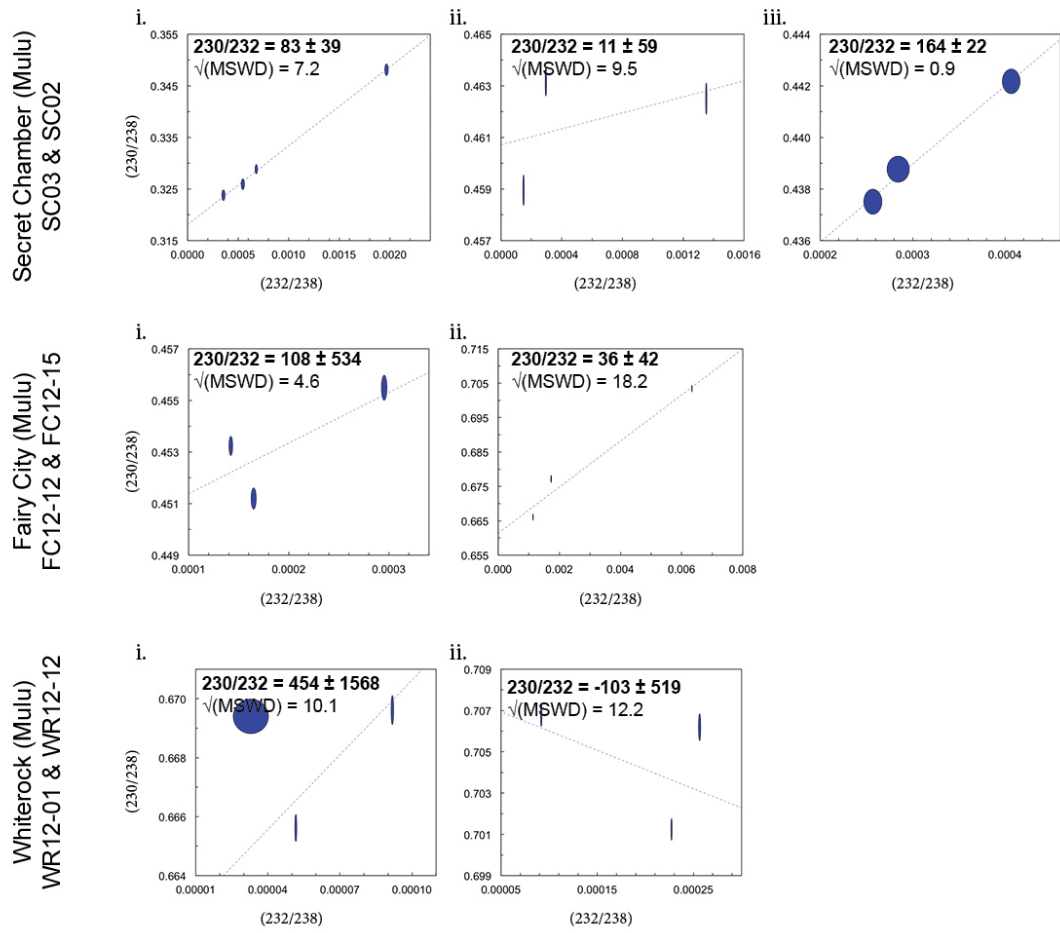 Secret Chamber (Mulu)
SC03 & SC02
i.
230/232 = 83 ± 39
√(MSWD) = 7.2
0.355
0.345
0.335
0.325
0.315
(230/238)
0.0000 0.0005 0.0010 0.0015 0.0020
(232/238)
ii.
230/232 = 11 ± 59
√(MSWD) = 9.5
0.465
0.463
0.461
0.459
0.457
0.0000 0.0004 0.0008 0.0012 0.0016
(232/238)
iii.
230/232 = 164 ± 22
√(MSWD) = 0.9
0.444
0.442
0.440
0.438
0.436
0.0002 0.0003 0.0004
(232/238)
Fairy City (Mulu)
FC12-12 & FC12-15
i.
230/232 = 108 ± 534
√(MSWD) = 4.6
0.457
0.455
0.453
0.451
0.449
(230/238)
0.0001 0.0002 0.0003
(232/238)
ii.
230/232 = 36 ± 42
√(MSWD) = 18.2
0.715
0.705
0.695
0.685
0.675
0.665
0.655
0.000 0.002 0.004 0.006 0.008
(232/238)
Whiterock (Mulu)
WR12-01 & WR12-12
i.
230/232 = 454 ± 1568
√(MSWD) = 10.1
0.670
0.668
0.666
0.664
(230/238)
0.00001 0.00004 0.00007 0.00010
(232/238)
ii.
230/232 = -103 ± 519
√(MSWD) = 12.2
0.709
0.707
0.705
0.703
0.701
0.699
0.00005 0.00015 0.00025
(232/238)